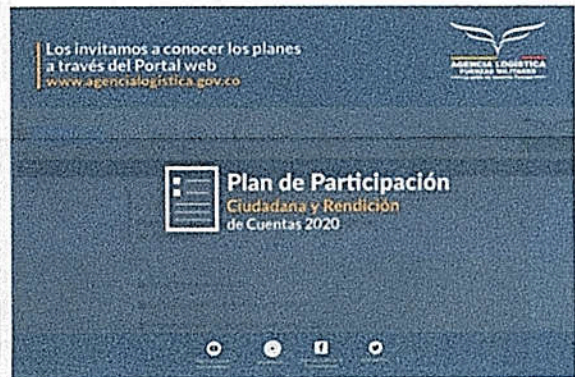 Los invitamos a conocer los planes
a través del Portal web
www.agencialogistica.gov.co
AGENCIA LOGÍSTICA
FUERZAS MILITARES
Plan de Participación
Ciudadana y Rendición
de Cuentas 2020